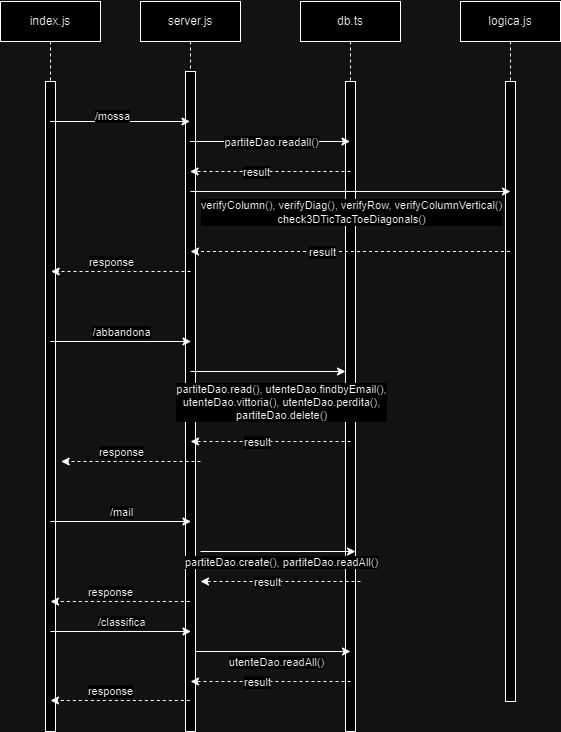 index.js
server.js
db.ts
logica.js
/mossa
partiteDao.readall()
result
verifyColumn(), verifyDiag(), verifyRow, verifyColumnVertical()
check3DTicTacToeDiagonals()
result
response
/abbandona
partiteDao.read(), utenteDao.findbyEmail(),
utenteDao.vittoria(), utenteDao.perdita(),
partiteDao.delete()
result
response
/mail
partiteDao.create(), partiteDao.readAll()
result
response
/classifica
utenteDao.readAll()
result
response